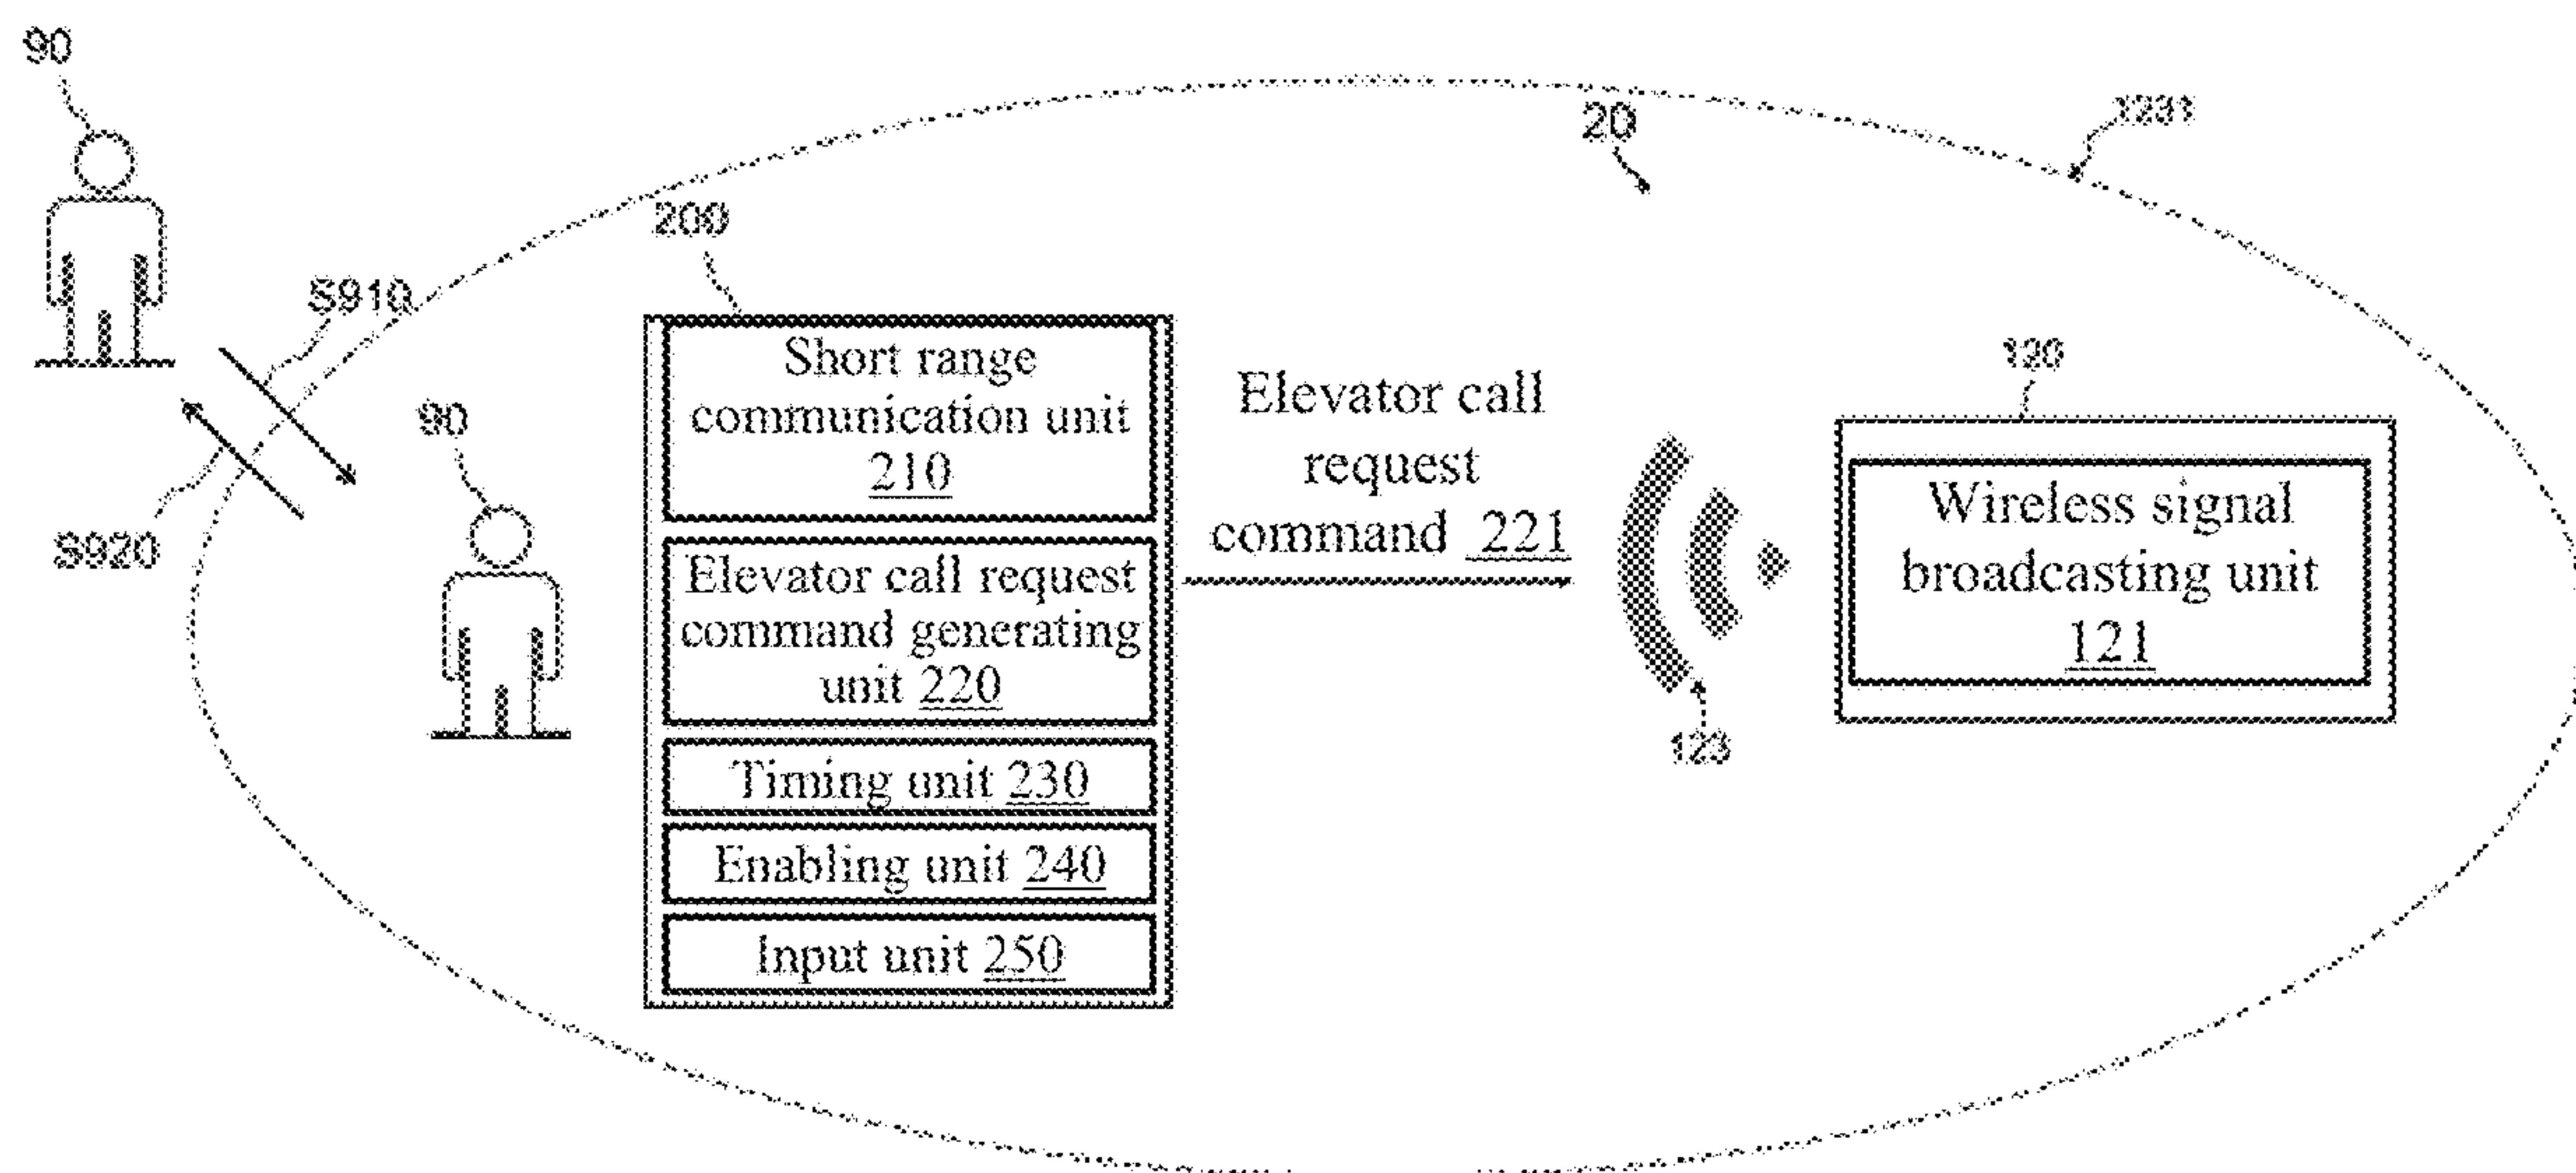 90
20
1231
200
S910
120
90
S920
Short range
communication unit
210
Elevator call request
command generating
unit 220
Timing unit 230
Enabling unit 240
Input unit 250
Elevator call
request
command 221
123
Wireless signal
broadcasting unit
121